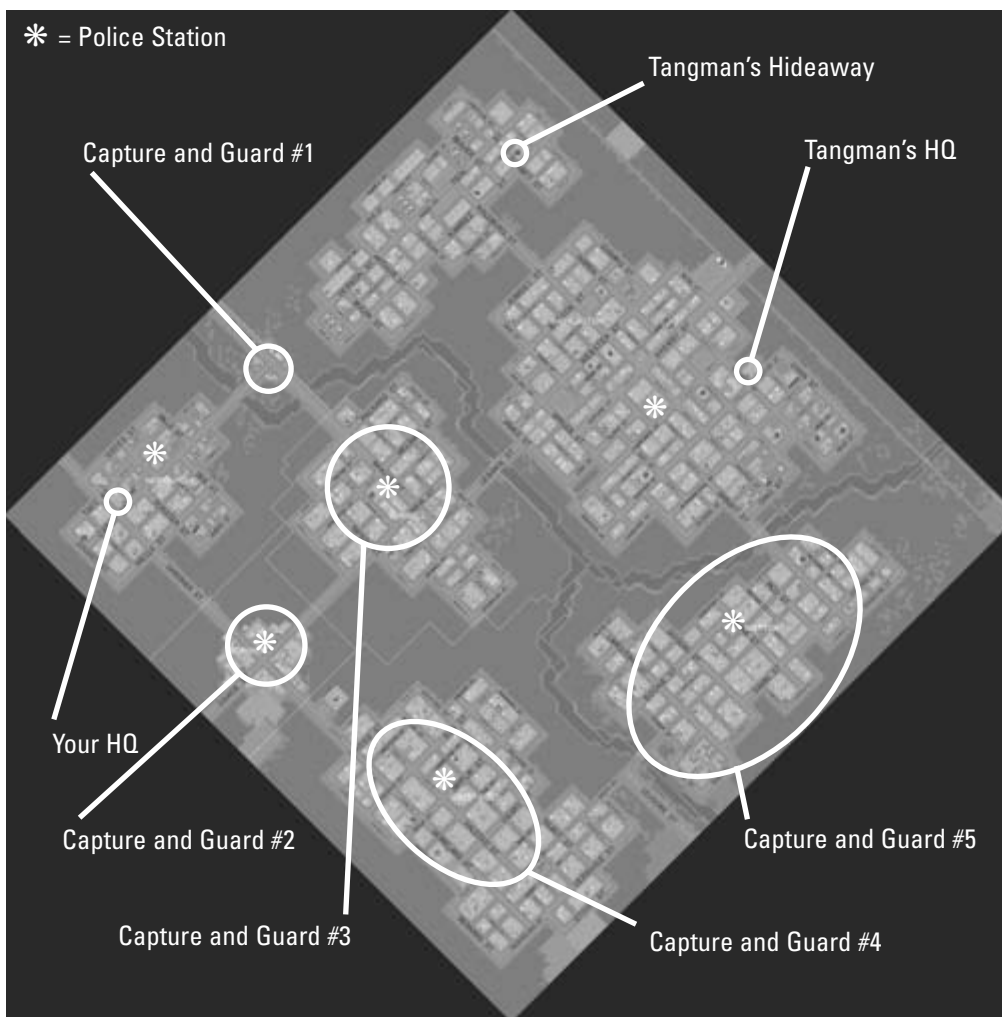 ✻ = Police Station
Tangman's Hideaway
Capture and Guard #1
Tangman's HQ
Your HQ
Capture and Guard #2
Capture and Guard #5
Capture and Guard #3
Capture and Guard #4